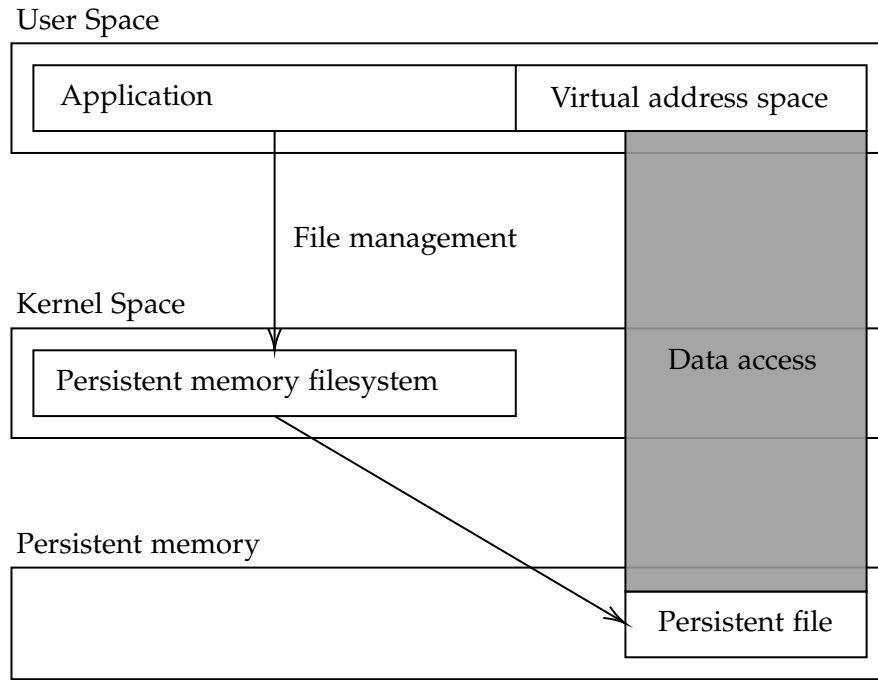 User Space
Application
Virtual address space
File management
Kernel Space
Data access
Persistent memory filesystem
Persistent memory
Persistent file